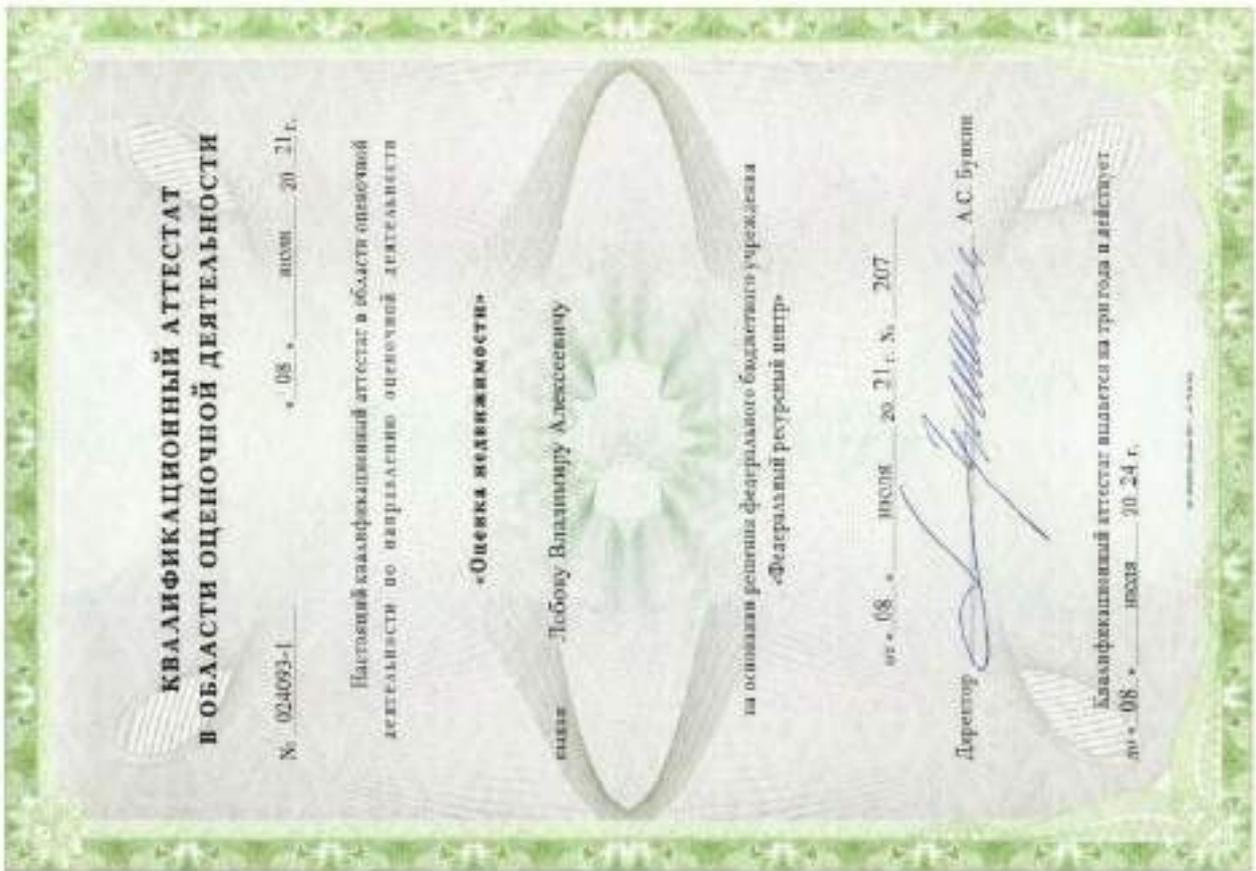 КВАЛИФИКАЦИОННЫЙ АТТЕСТАТ
В ОБЛАСТИ ОЦЕНОЧНОЙ ДЕЯТЕЛЬНОСТИ
№ 024093-1 « 08 » июля 20 21 г.
Настоящий квалификационный аттестат в области оценочной
деятельности по направлению оценочной деятельности
«Оценка недвижимости»
выдан Лобову Владимиру Алексеевичу
на основании решения федерального бюджетного учреждения
«Федеральный ресурсный центр»
от « 08 » июля 20 21 г. № 207
Директор А.С. Бункин
Квалификационный аттестат выдается на три года и действует
до « 08 » июля 20 24 г.